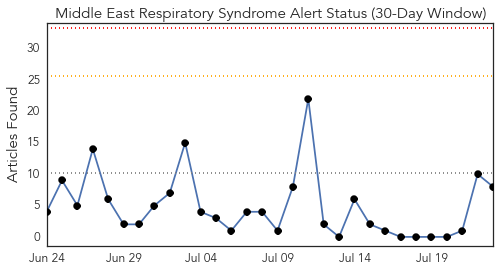 Middle East Respiratory Syndrome Alert Status (30-Day Window)
Articles Found
30
25
20
15
10
5
0
Jun 24
Jun 29
Jul 04
Jul 09
Jul 14
Jul 19